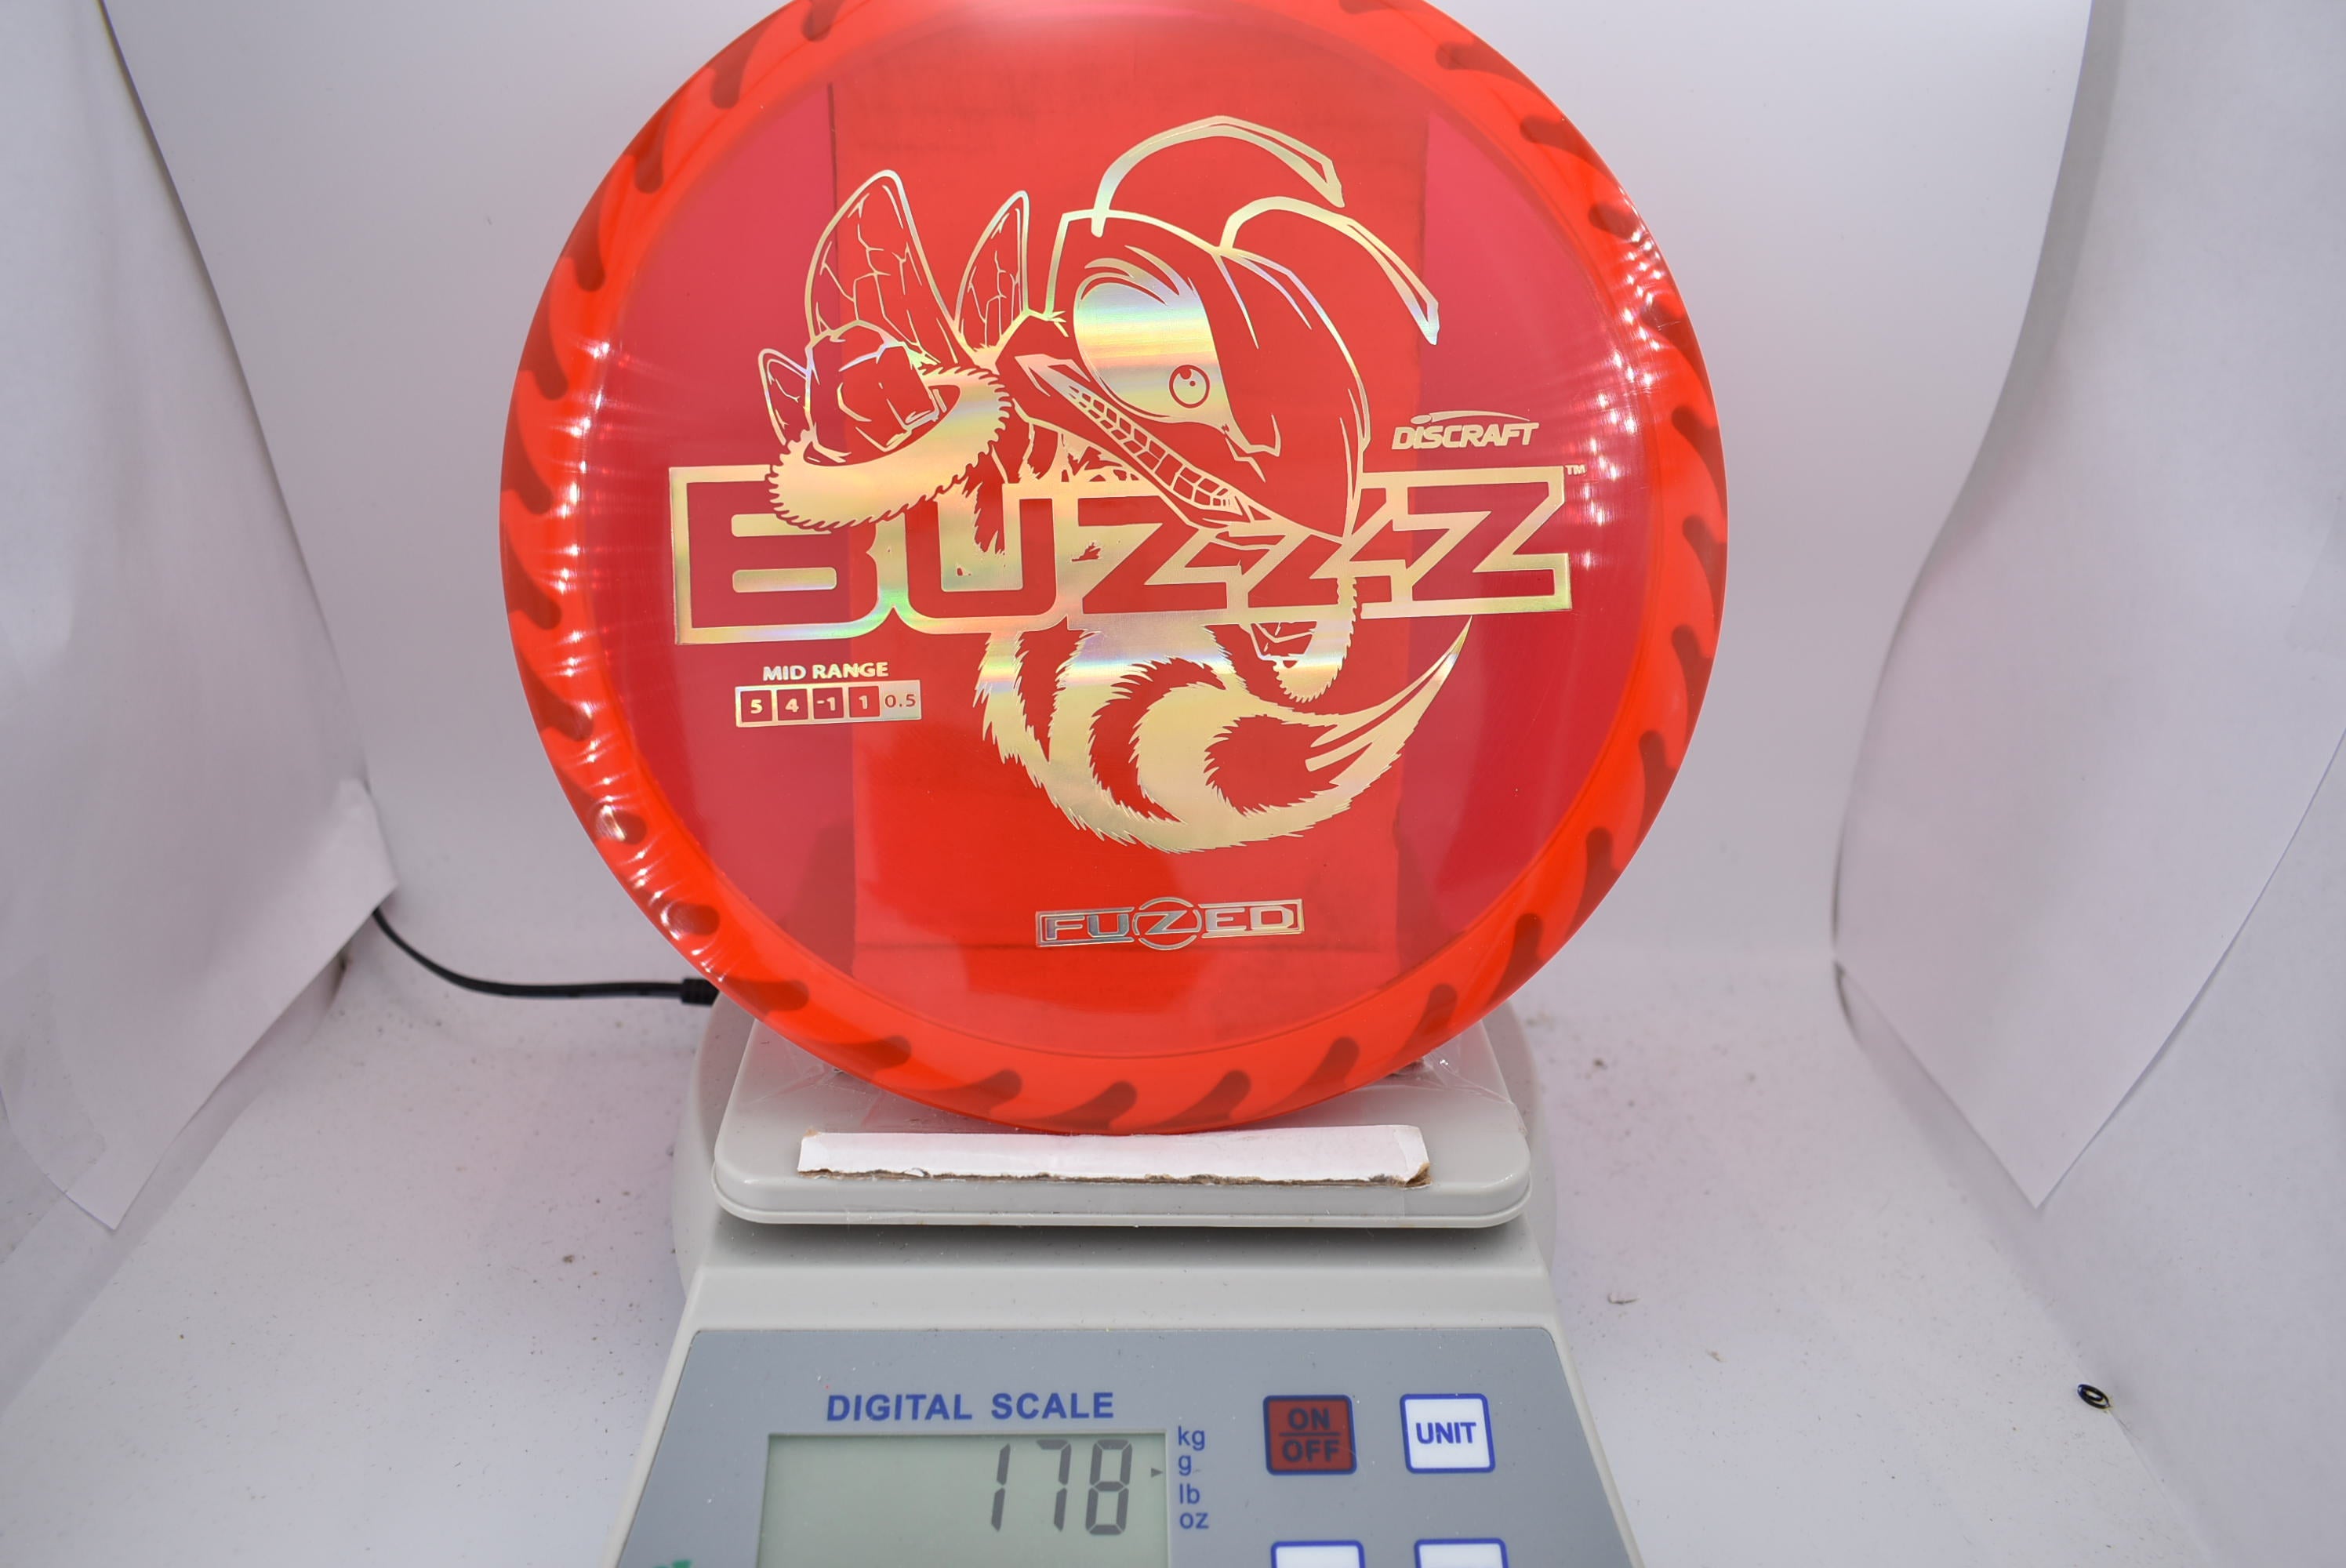 DISCRAFT
BUZZZ™
MID RANGE
5 4 -1 1 0.5
FUZED
DIGITAL SCALE
178
kg
g
lb
oz
ON
OFF
UNIT